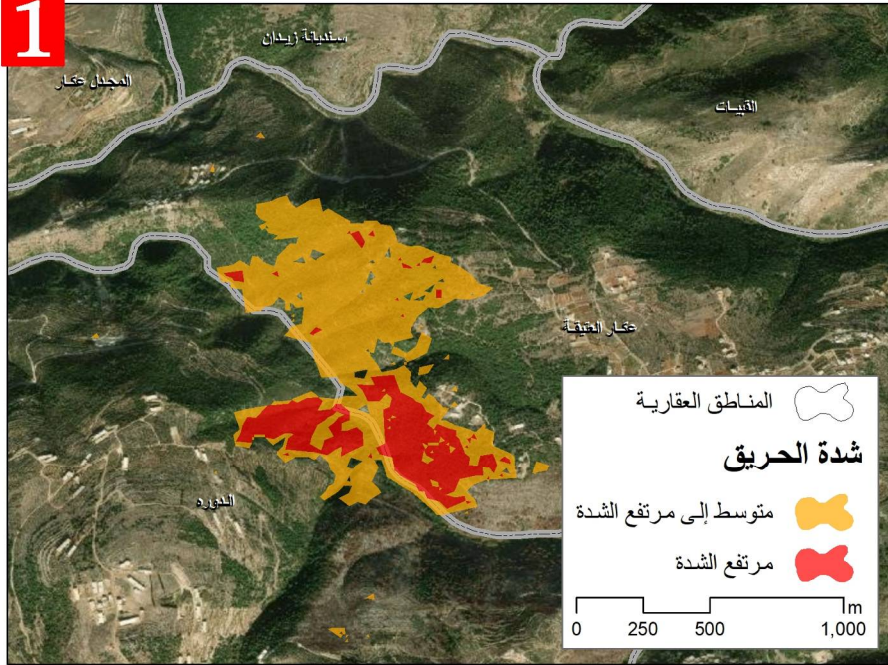 1
سنديانة زيدان
المجدل عكار
القبيات
عكار العتيقة
الدوره
المناطق العقارية
شدة الحريق
متوسط إلى مرتفع الشدة
مرتفع الشدة
m
0 250 500 1,000